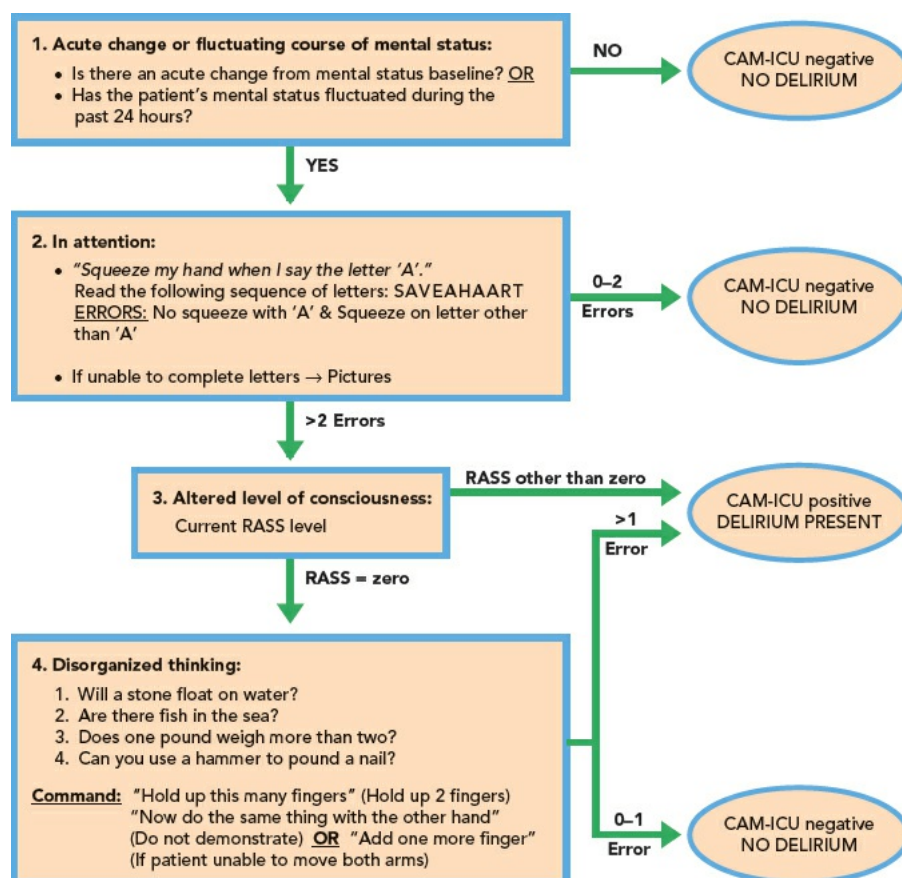 1. Acute change or fluctuating course of mental status:
• Is there an acute change from mental status baseline? OR
• Has the patient's mental status fluctuated during the
past 24 hours?
NO
CAM-ICU negative
NO DELIRIUM
YES
2. In attention:
• "Squeeze my hand when I say the letter 'A'."
Read the following sequence of letters: SAVEAHAART
ERRORS: No squeeze with 'A' & Squeeze on letter other
than 'A'
• If unable to complete letters → Pictures
0–2
Errors
CAM-ICU negative
NO DELIRIUM
>2 Errors
3. Altered level of consciousness:
Current RASS level
RASS other than zero
CAM-ICU positive
DELIRIUM PRESENT
>1
Error
RASS = zero
4. Disorganized thinking:
1. Will a stone float on water?
2. Are there fish in the sea?
3. Does one pound weigh more than two?
4. Can you use a hammer to pound a nail?
Command: "Hold up this many fingers" (Hold up 2 fingers)
"Now do the same thing with the other hand"
(Do not demonstrate) OR "Add one more finger"
(If patient unable to move both arms)
0–1
Error
CAM-ICU negative
NO DELIRIUM